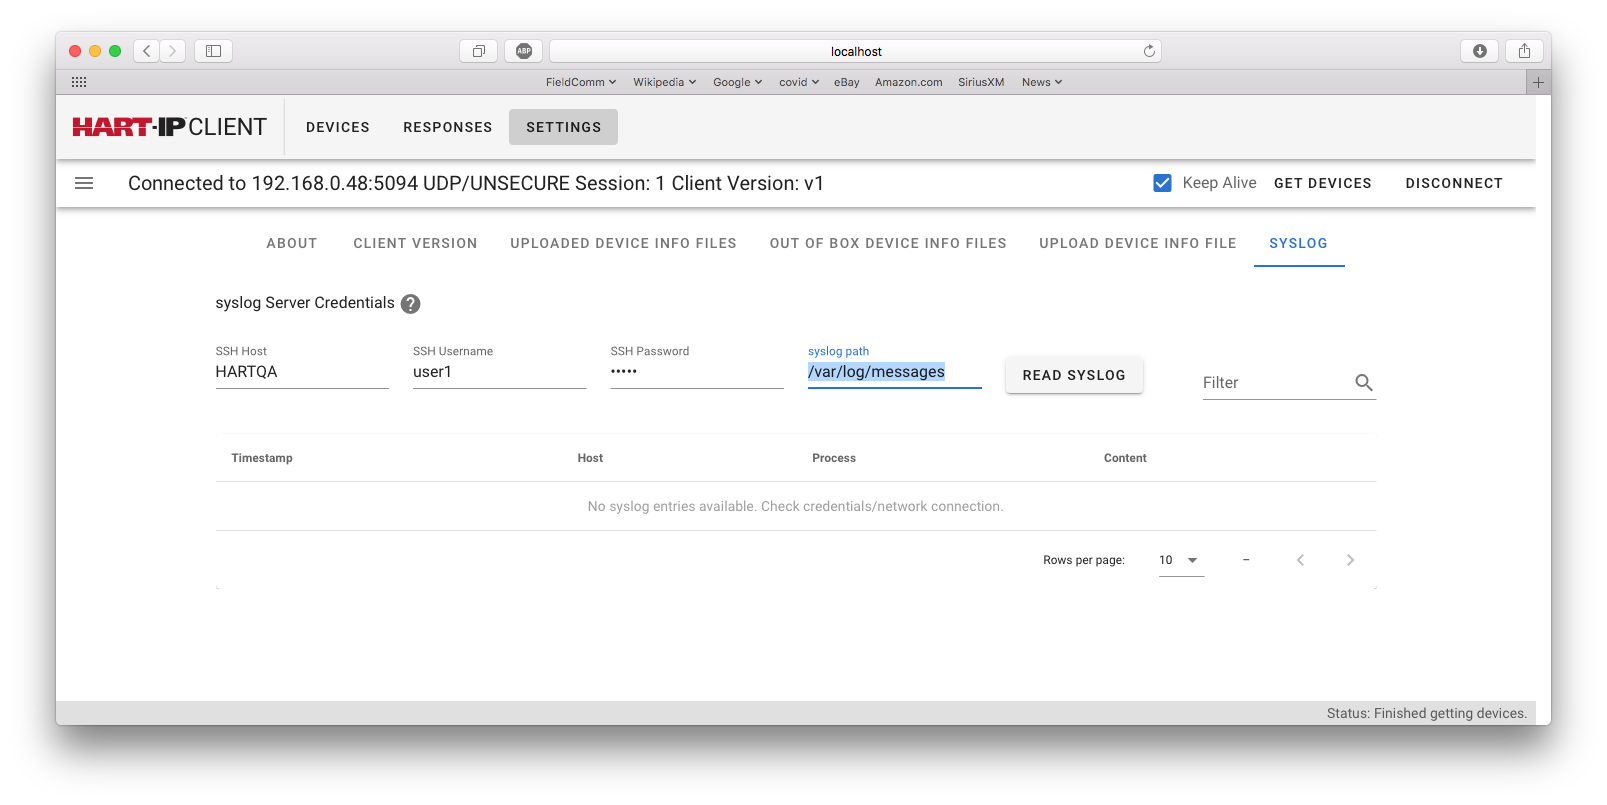 localhost
ABP
FieldComm Wikipedia Google covid eBay Amazon.com SiriusXM News
HART-IP CLIENT DEVICES RESPONSES SETTINGS
Connected to 192.168.0.48:5094 UDP/UNSECURE Session: 1 Client Version: v1 Keep Alive GET DEVICES DISCONNECT
ABOUT CLIENT VERSION UPLOADED DEVICE INFO FILES OUT OF BOX DEVICE INFO FILES UPLOAD DEVICE INFO FILE SYSLOG
syslog Server Credentials ?
SSH Host SSH Username SSH Password syslog path
HARTQA user1 ••••• /var/log/messages READ SYSLOG Filter
Timestamp Host Process Content
No syslog entries available. Check credentials/network connection.
Rows per page: 10 –
Status: Finished getting devices.